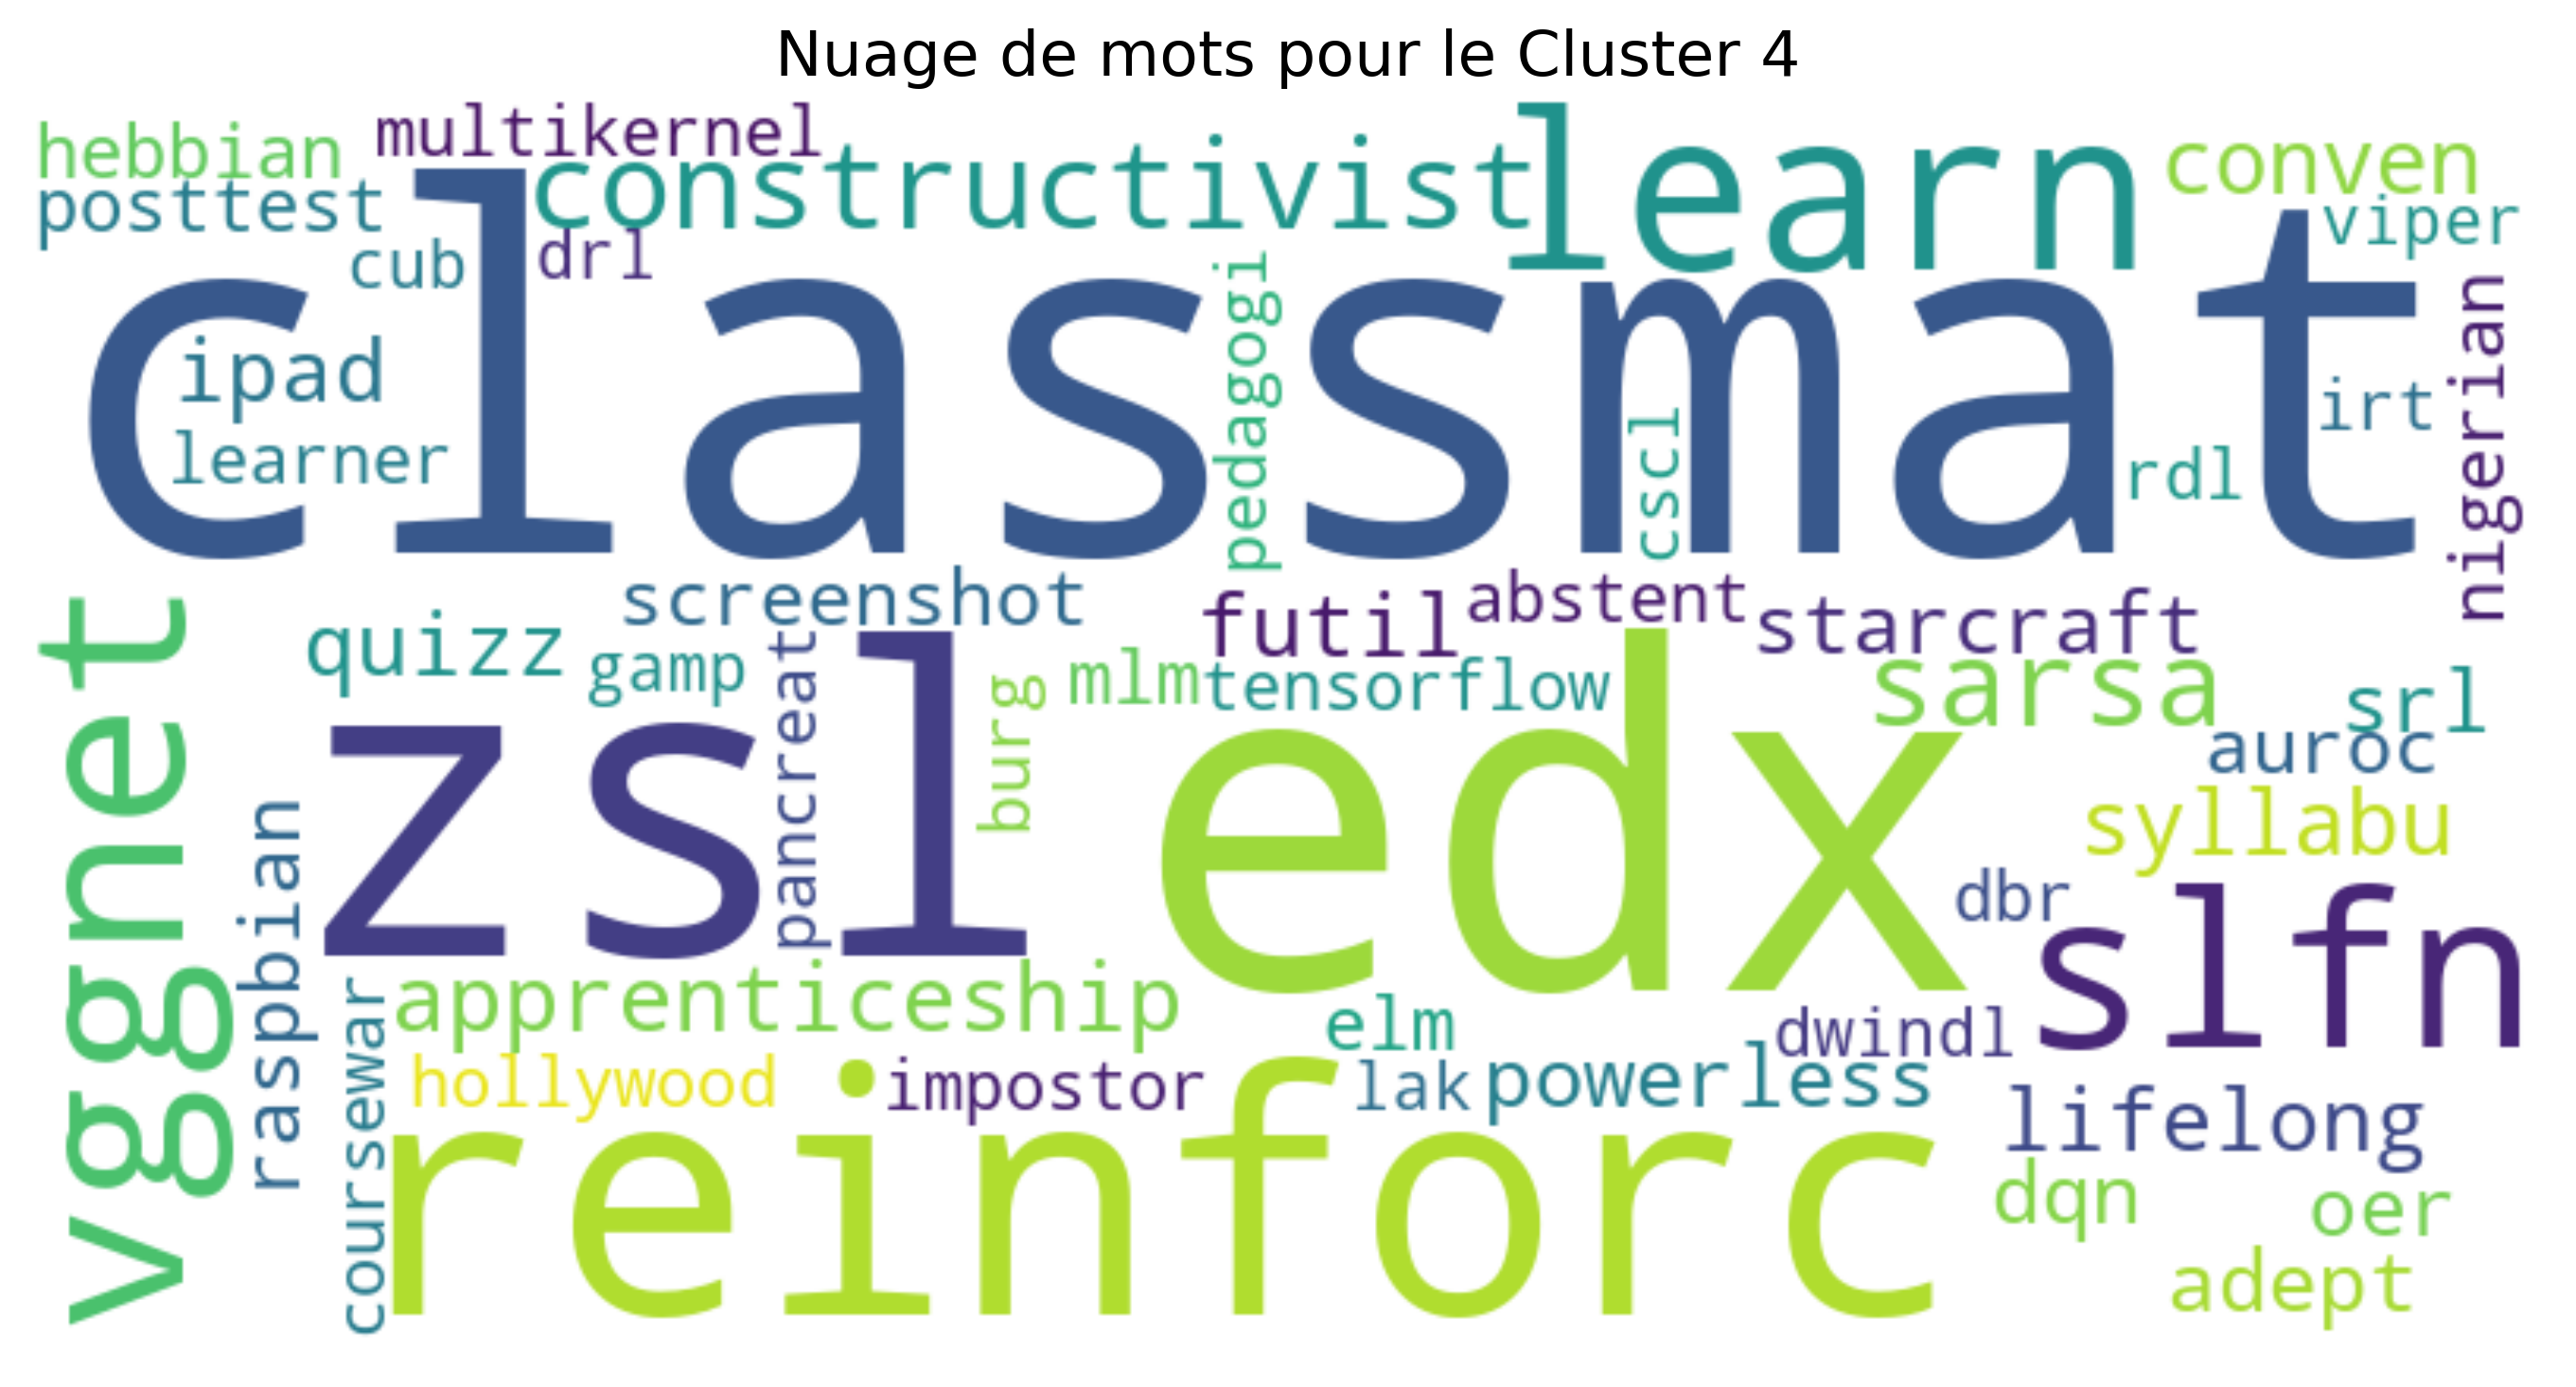 Nuage de mots pour le Cluster 4
hebbian
multikernel
constructivist
learn
conven
posttest
cub
drl
viper
classmat
ipad
learner
pedagogi
cscl
irt
rdl
nigerian
screenshot
futil
abstent
starcraft
quizz
gamp
pancreat
burg
mlm
tensorflow
sarsa
srl
auroc
vggnet
zsl
edx
syllabu
raspbian
dbr
slfn
apprenticeship
elm
dwindl
coursewar
hollywood
impostor
lak
powerless
lifelong
reinforc
dqn
oer
adept